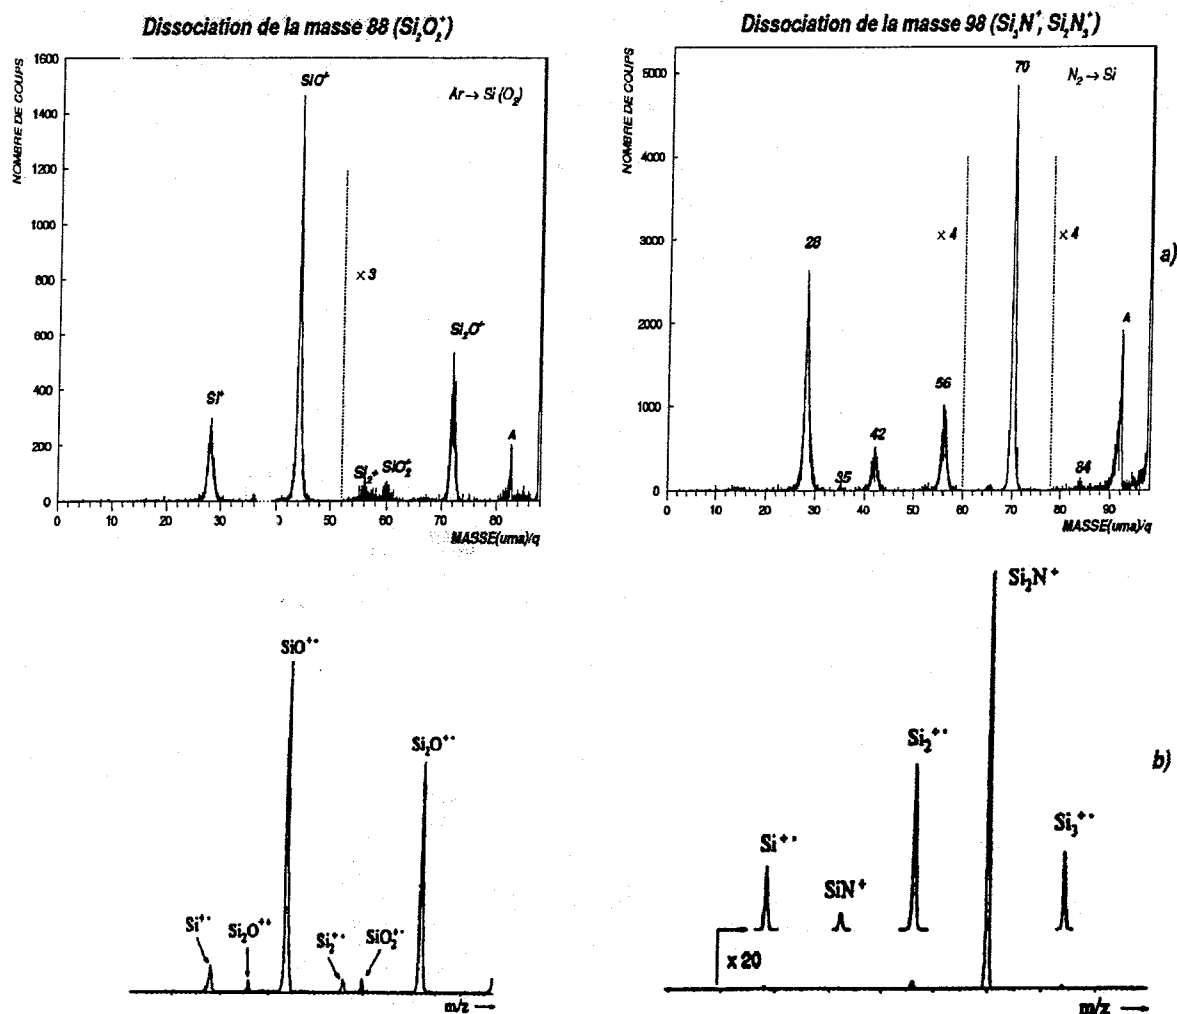 Dissociation de la masse 88 (Si₂O₂⁺)
NOMBRE DE COUPS
1600
1400
1200
1000
800
600
400
200
0
SiO⁺
Ar → Si (O₂)
× 3
Si₂O⁺
Si⁺
Si₂⁺
SiO₂⁺
A
0 10 20 30 40 50 60 70 80
MASSE(uma)/q
Dissociation de la masse 98 (Si₃N⁺, Si₂N₃⁺)
NOMBRE DE COUPS
5000
4000
3000
2000
1000
0
70
N₂ → Si
× 4
× 4
28
A
56
42
35
84
0 10 20 30 40 50 60 70 80 90
MASSE(uma)/q
a)
SiO⁺·
Si₂O⁺·
Si⁺·
Si₂O⁺⁺
Si₂⁺·
SiO₂⁺·
m/z →
Si₂N⁺
Si₂⁺·
Si⁺·
SiN⁺
Si₃⁺·
x 20
m/z →
b)